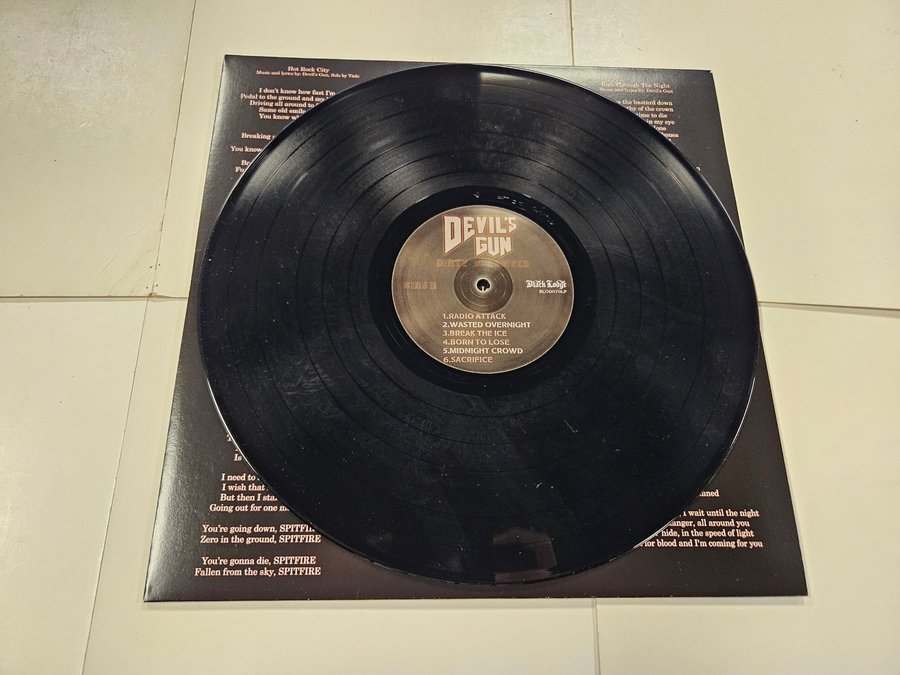 Hot Rock City
Music and lyrics by: Devil's Gun, Solo by Tade
I don't know how fast I'm
Pedal to the ground and my
Driving all around to
Same old smile
You know
Breaking
You know
Through The Night
Music and lyrics by: Devil's Gun
the bastard down
of the crown
time to die
in my eye
DEVIL'S
GUN
SIDE B
Black Lodge
BLOD070LP
1.RADIO ATTACK
2.WASTED OVERNIGHT
3.BREAK THE ICE
4.BORN TO LOSE
5.MIDNIGHT CROWD
6.SACRIFICE
Is
I need to
I wish that
But then I
Going out for one
You're going down,
Zero in the ground, SPITFIRE
You're gonna die, SPITFIRE
Fallen from the sky, SPITFIRE
I wait until the night
all around you
hide, in the speed of light
for blood and I'm coming for you